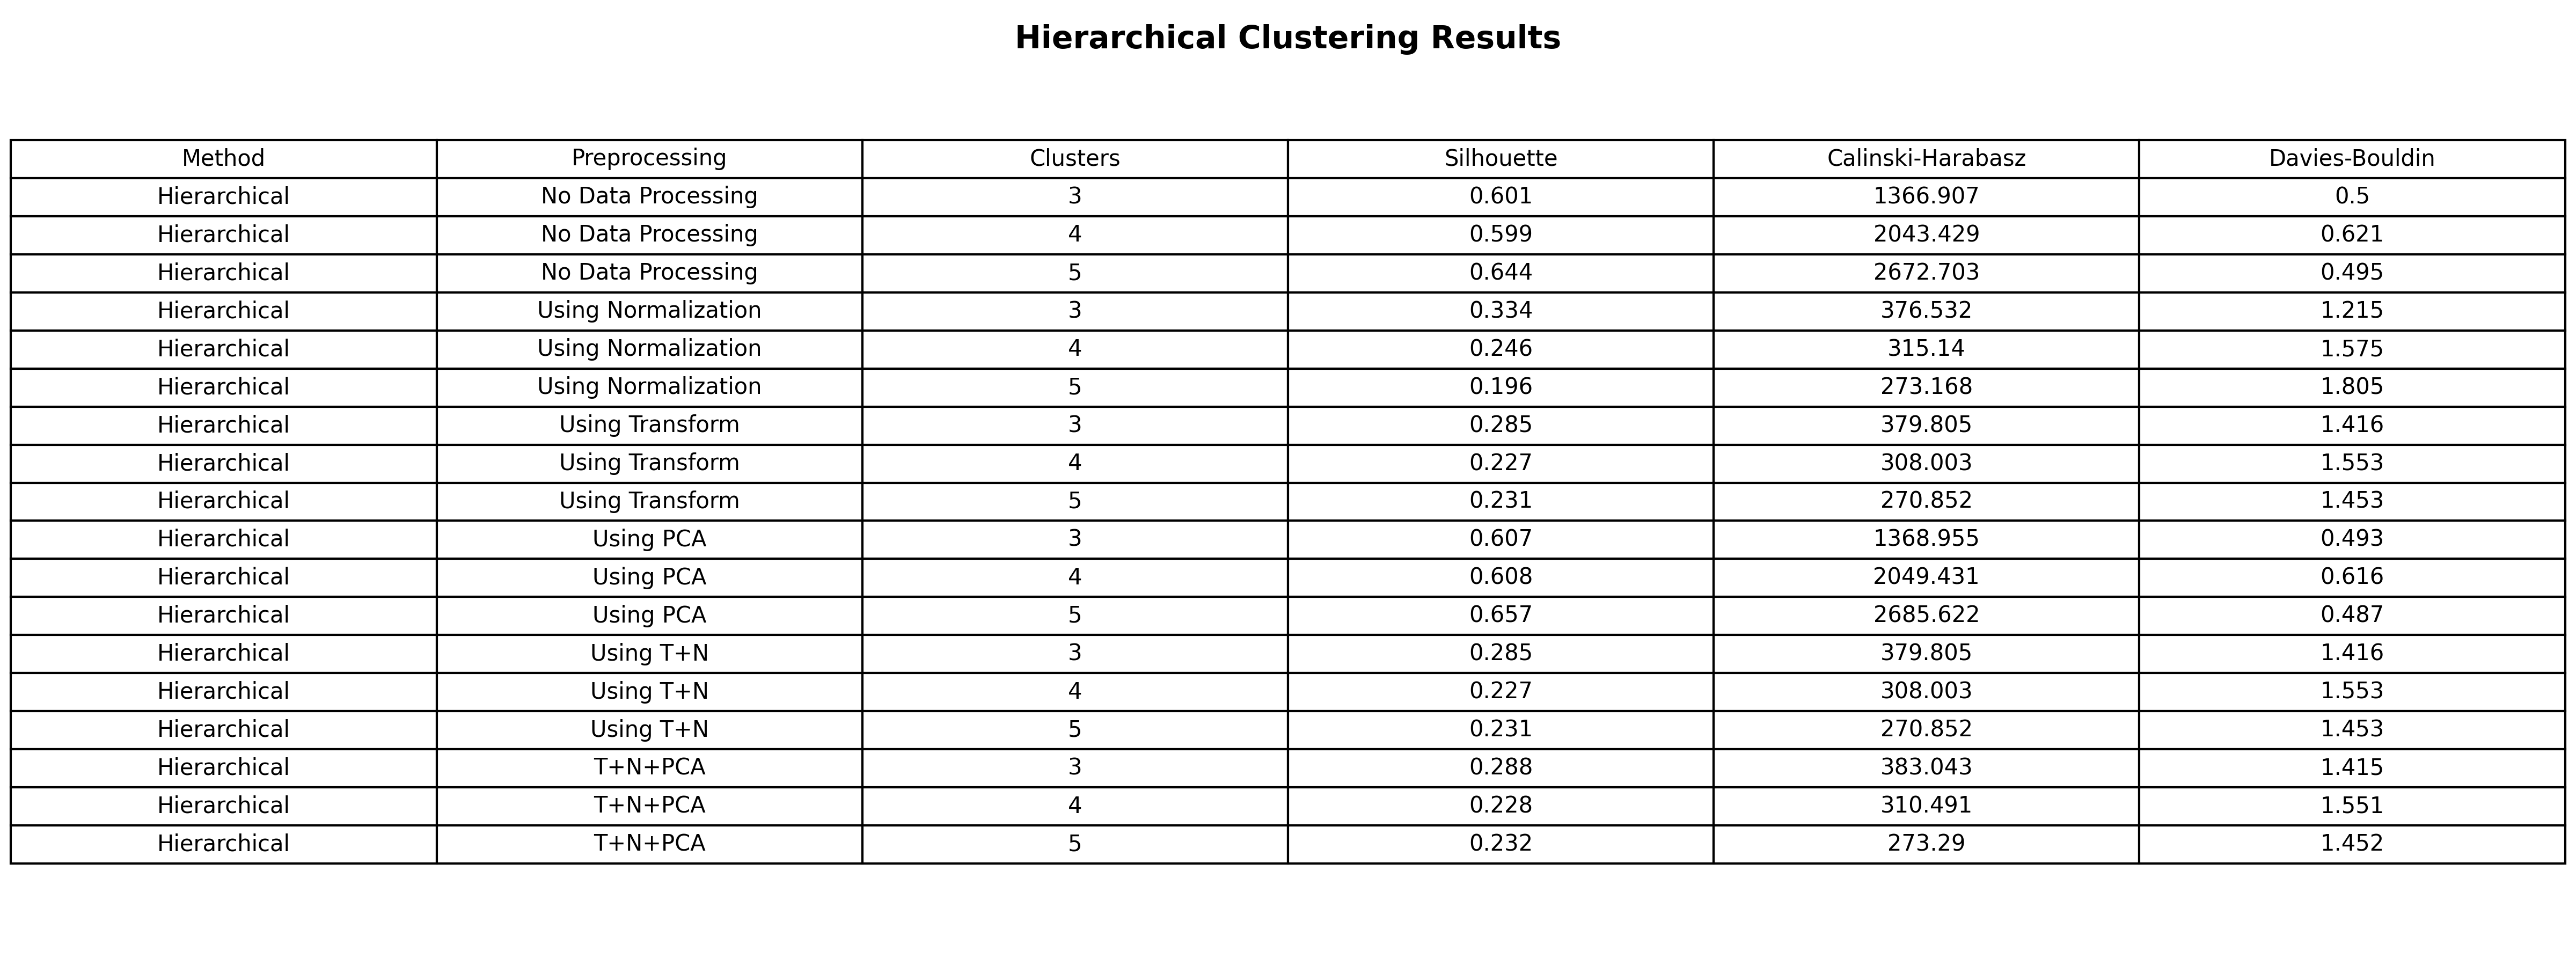 Hierarchical Clustering Results
Method Preprocessing Clusters Silhouette Calinski-Harabasz Davies-Bouldin
Hierarchical No Data Processing 3 0.601 1366.907 0.5
Hierarchical No Data Processing 4 0.599 2043.429 0.621
Hierarchical No Data Processing 5 0.644 2672.703 0.495
Hierarchical Using Normalization 3 0.334 376.532 1.215
Hierarchical Using Normalization 4 0.246 315.14 1.575
Hierarchical Using Normalization 5 0.196 273.168 1.805
Hierarchical Using Transform 3 0.285 379.805 1.416
Hierarchical Using Transform 4 0.227 308.003 1.553
Hierarchical Using Transform 5 0.231 270.852 1.453
Hierarchical Using PCA 3 0.607 1368.955 0.493
Hierarchical Using PCA 4 0.608 2049.431 0.616
Hierarchical Using PCA 5 0.657 2685.622 0.487
Hierarchical Using T+N 3 0.285 379.805 1.416
Hierarchical Using T+N 4 0.227 308.003 1.553
Hierarchical Using T+N 5 0.231 270.852 1.453
Hierarchical T+N+PCA 3 0.288 383.043 1.415
Hierarchical T+N+PCA 4 0.228 310.491 1.551
Hierarchical T+N+PCA 5 0.232 273.29 1.452